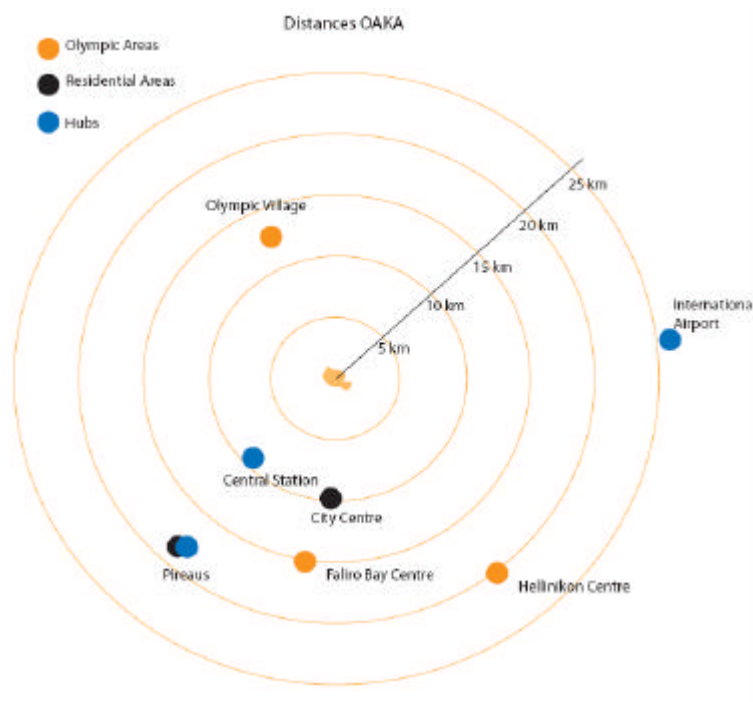 Distances OAKA
Olympic Areas
Residential Areas
Hubs
25 km
Olympic Village
20 km
15 km
10 km
Internationa
Airport
5 km
Central Station
City Centre
Pireaus
Faliro Bay Centre
Hellinikon Centre